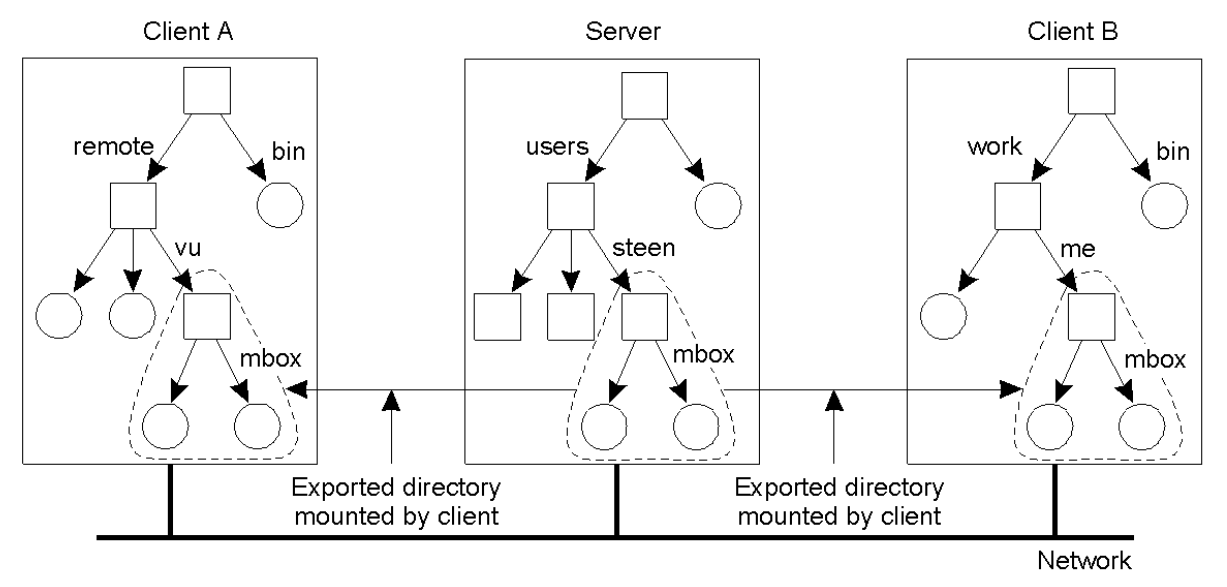 Client A
Server
Client B
remote
bin
users
work
bin
vu
steen
me
mbox
mbox
mbox
Exported directory
mounted by client
Exported directory
mounted by client
Network